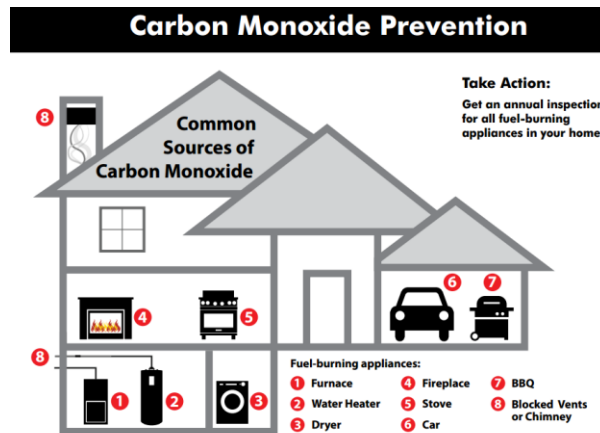 Carbon Monoxide Prevention
Take Action:
Get an annual inspection
for all fuel-burning
appliances in your home
Common
Sources of
Carbon Monoxide
8
4
5
6
7
8
1
2
3
Fuel-burning appliances:
1 Furnace
2 Water Heater
3 Dryer
4 Fireplace
5 Stove
6 Car
7 BBQ
8 Blocked Vents
or Chimney